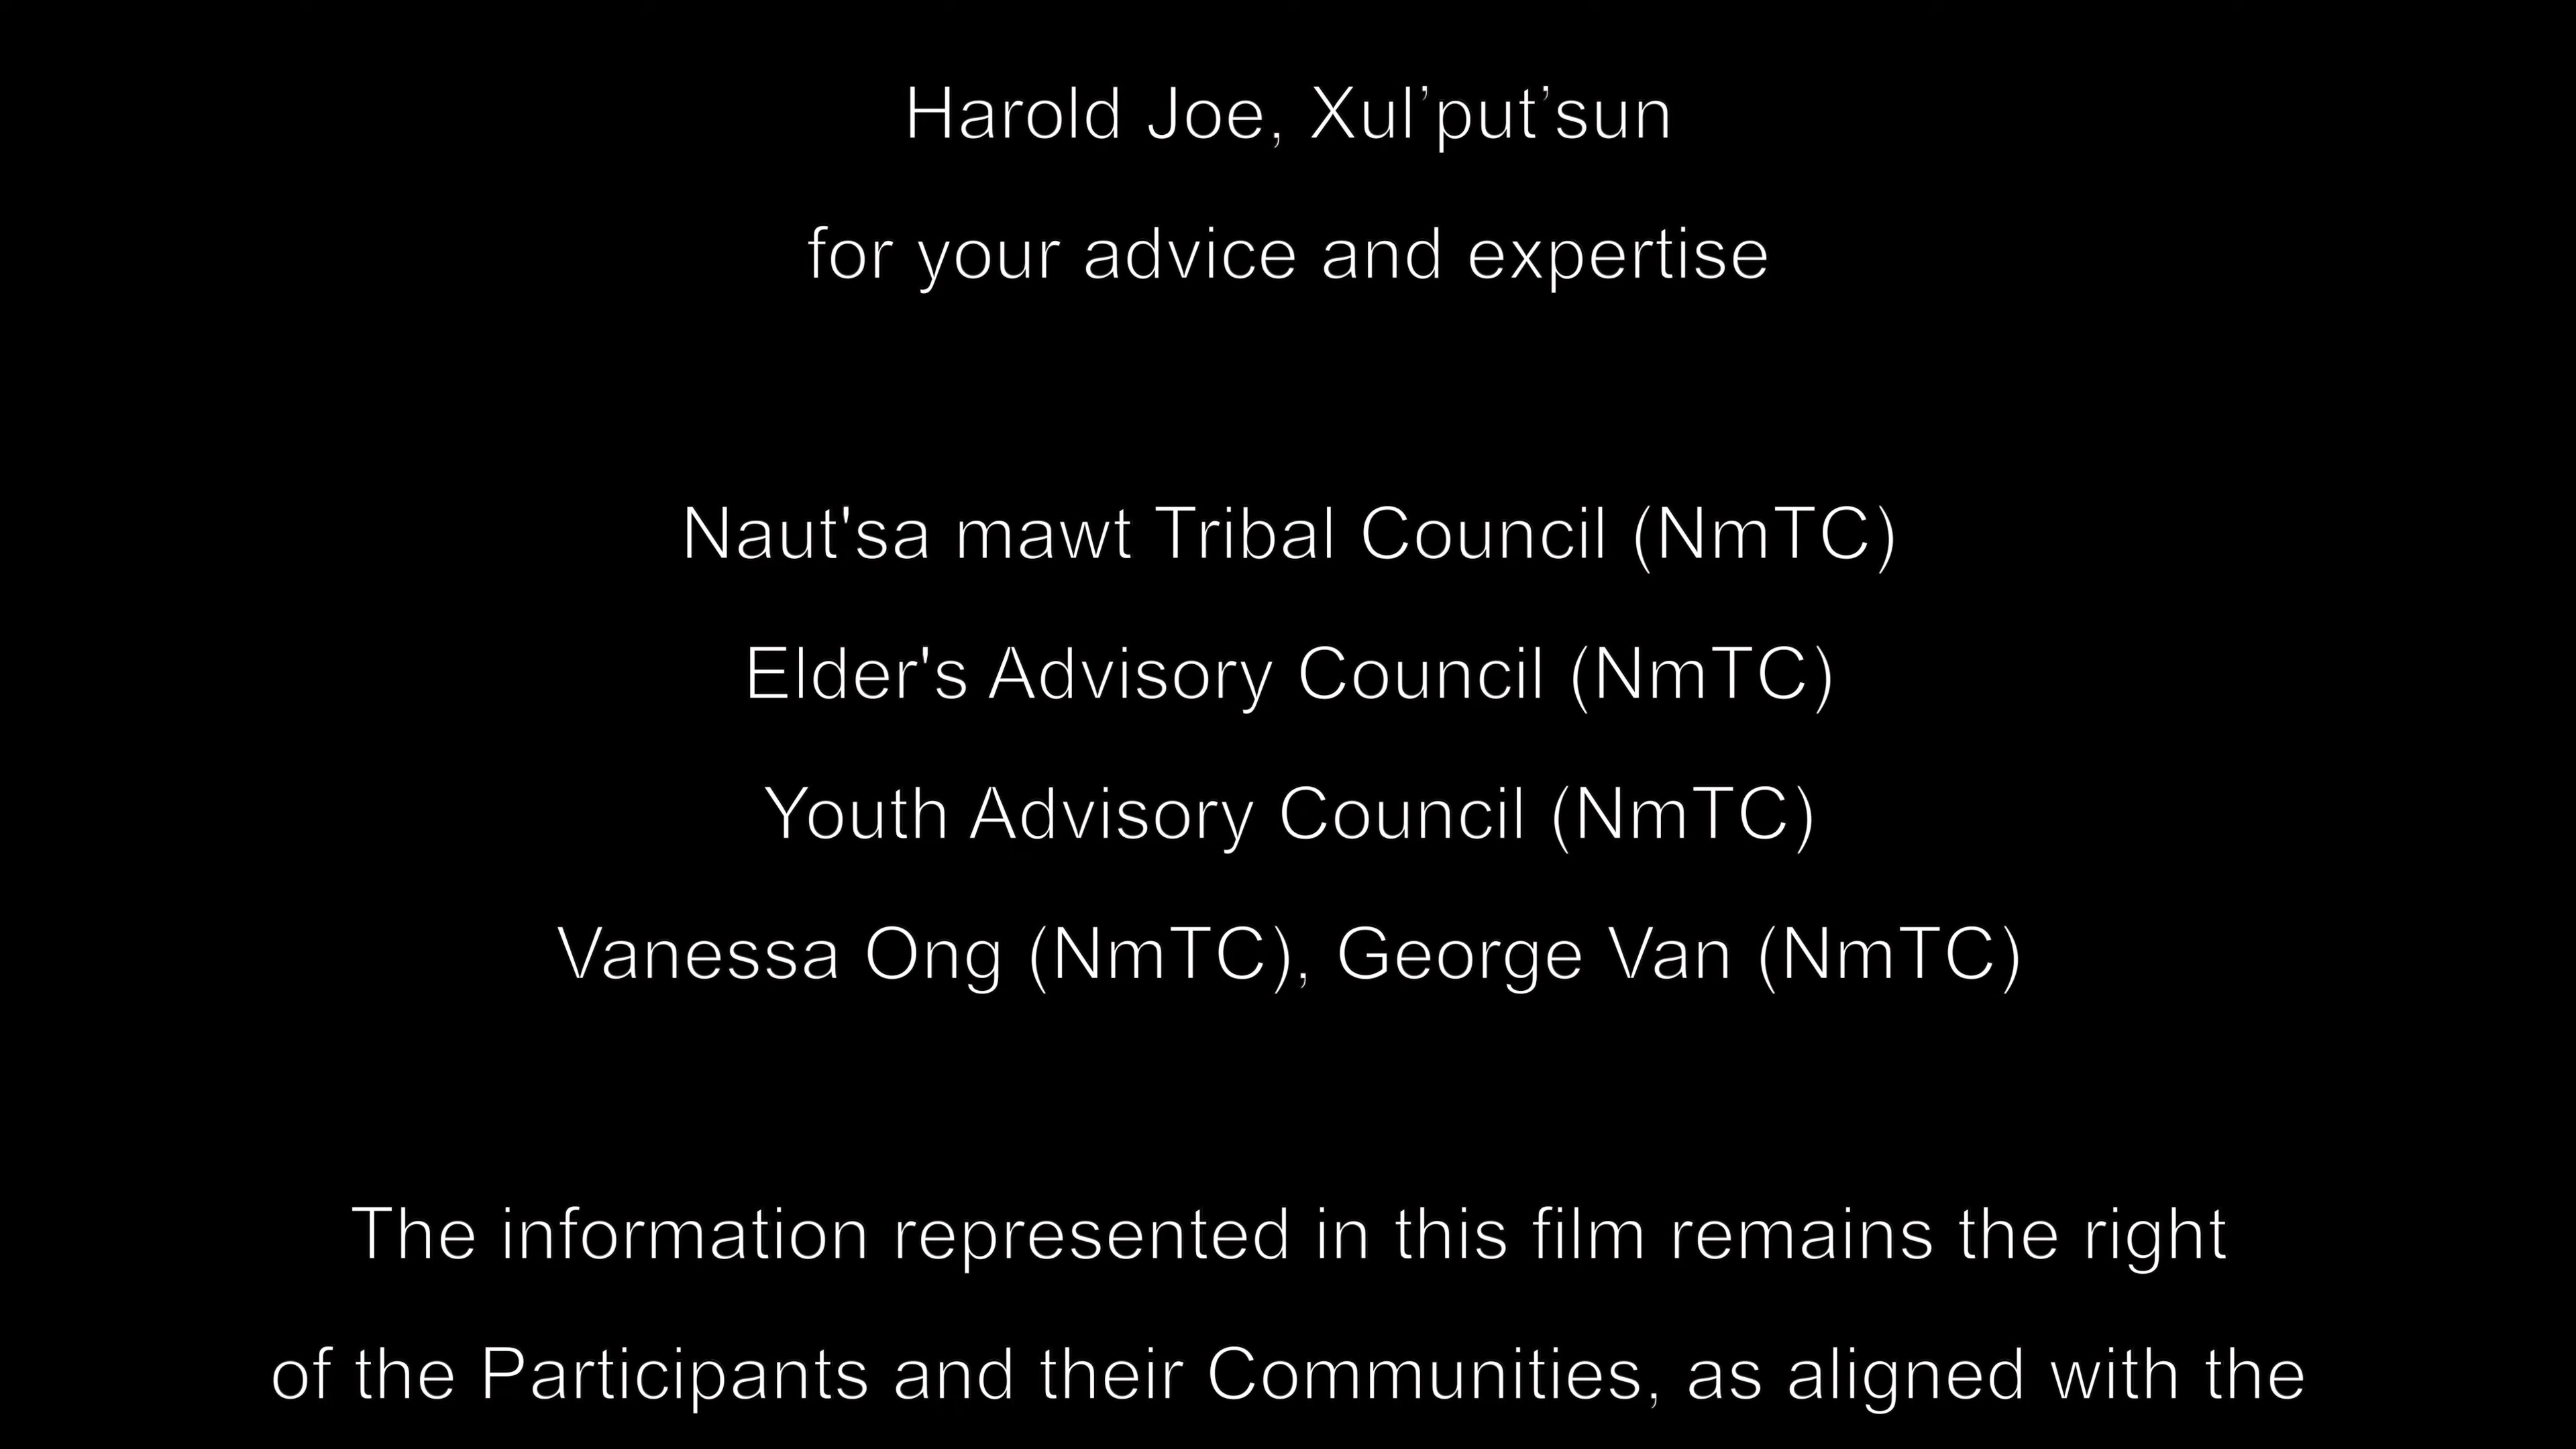 Harold Joe, Xul’put’sun
for your advice and expertise
Naut'sa mawt Tribal Council (NmTC)
Elder's Advisory Council (NmTC)
Youth Advisory Council (NmTC)
Vanessa Ong (NmTC), George Van (NmTC)
The information represented in this film remains the right
of the Participants and their Communities, as aligned with the